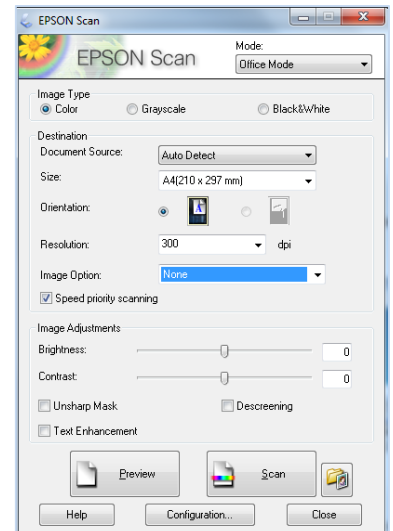 EPSON Scan
EPSON Scan
Mode:
Office Mode
Image Type
Color Grayscale Black&White
Destination
Document Source: Auto Detect
Size: A4(210 x 297 mm)
Orientation:
Resolution: 300 dpi
Image Option: None
Speed priority scanning
Image Adjustments
Brightness: 0
Contrast: 0
Unsharp Mask Descreening
Text Enhancement
Preview Scan
Help Configuration... Close